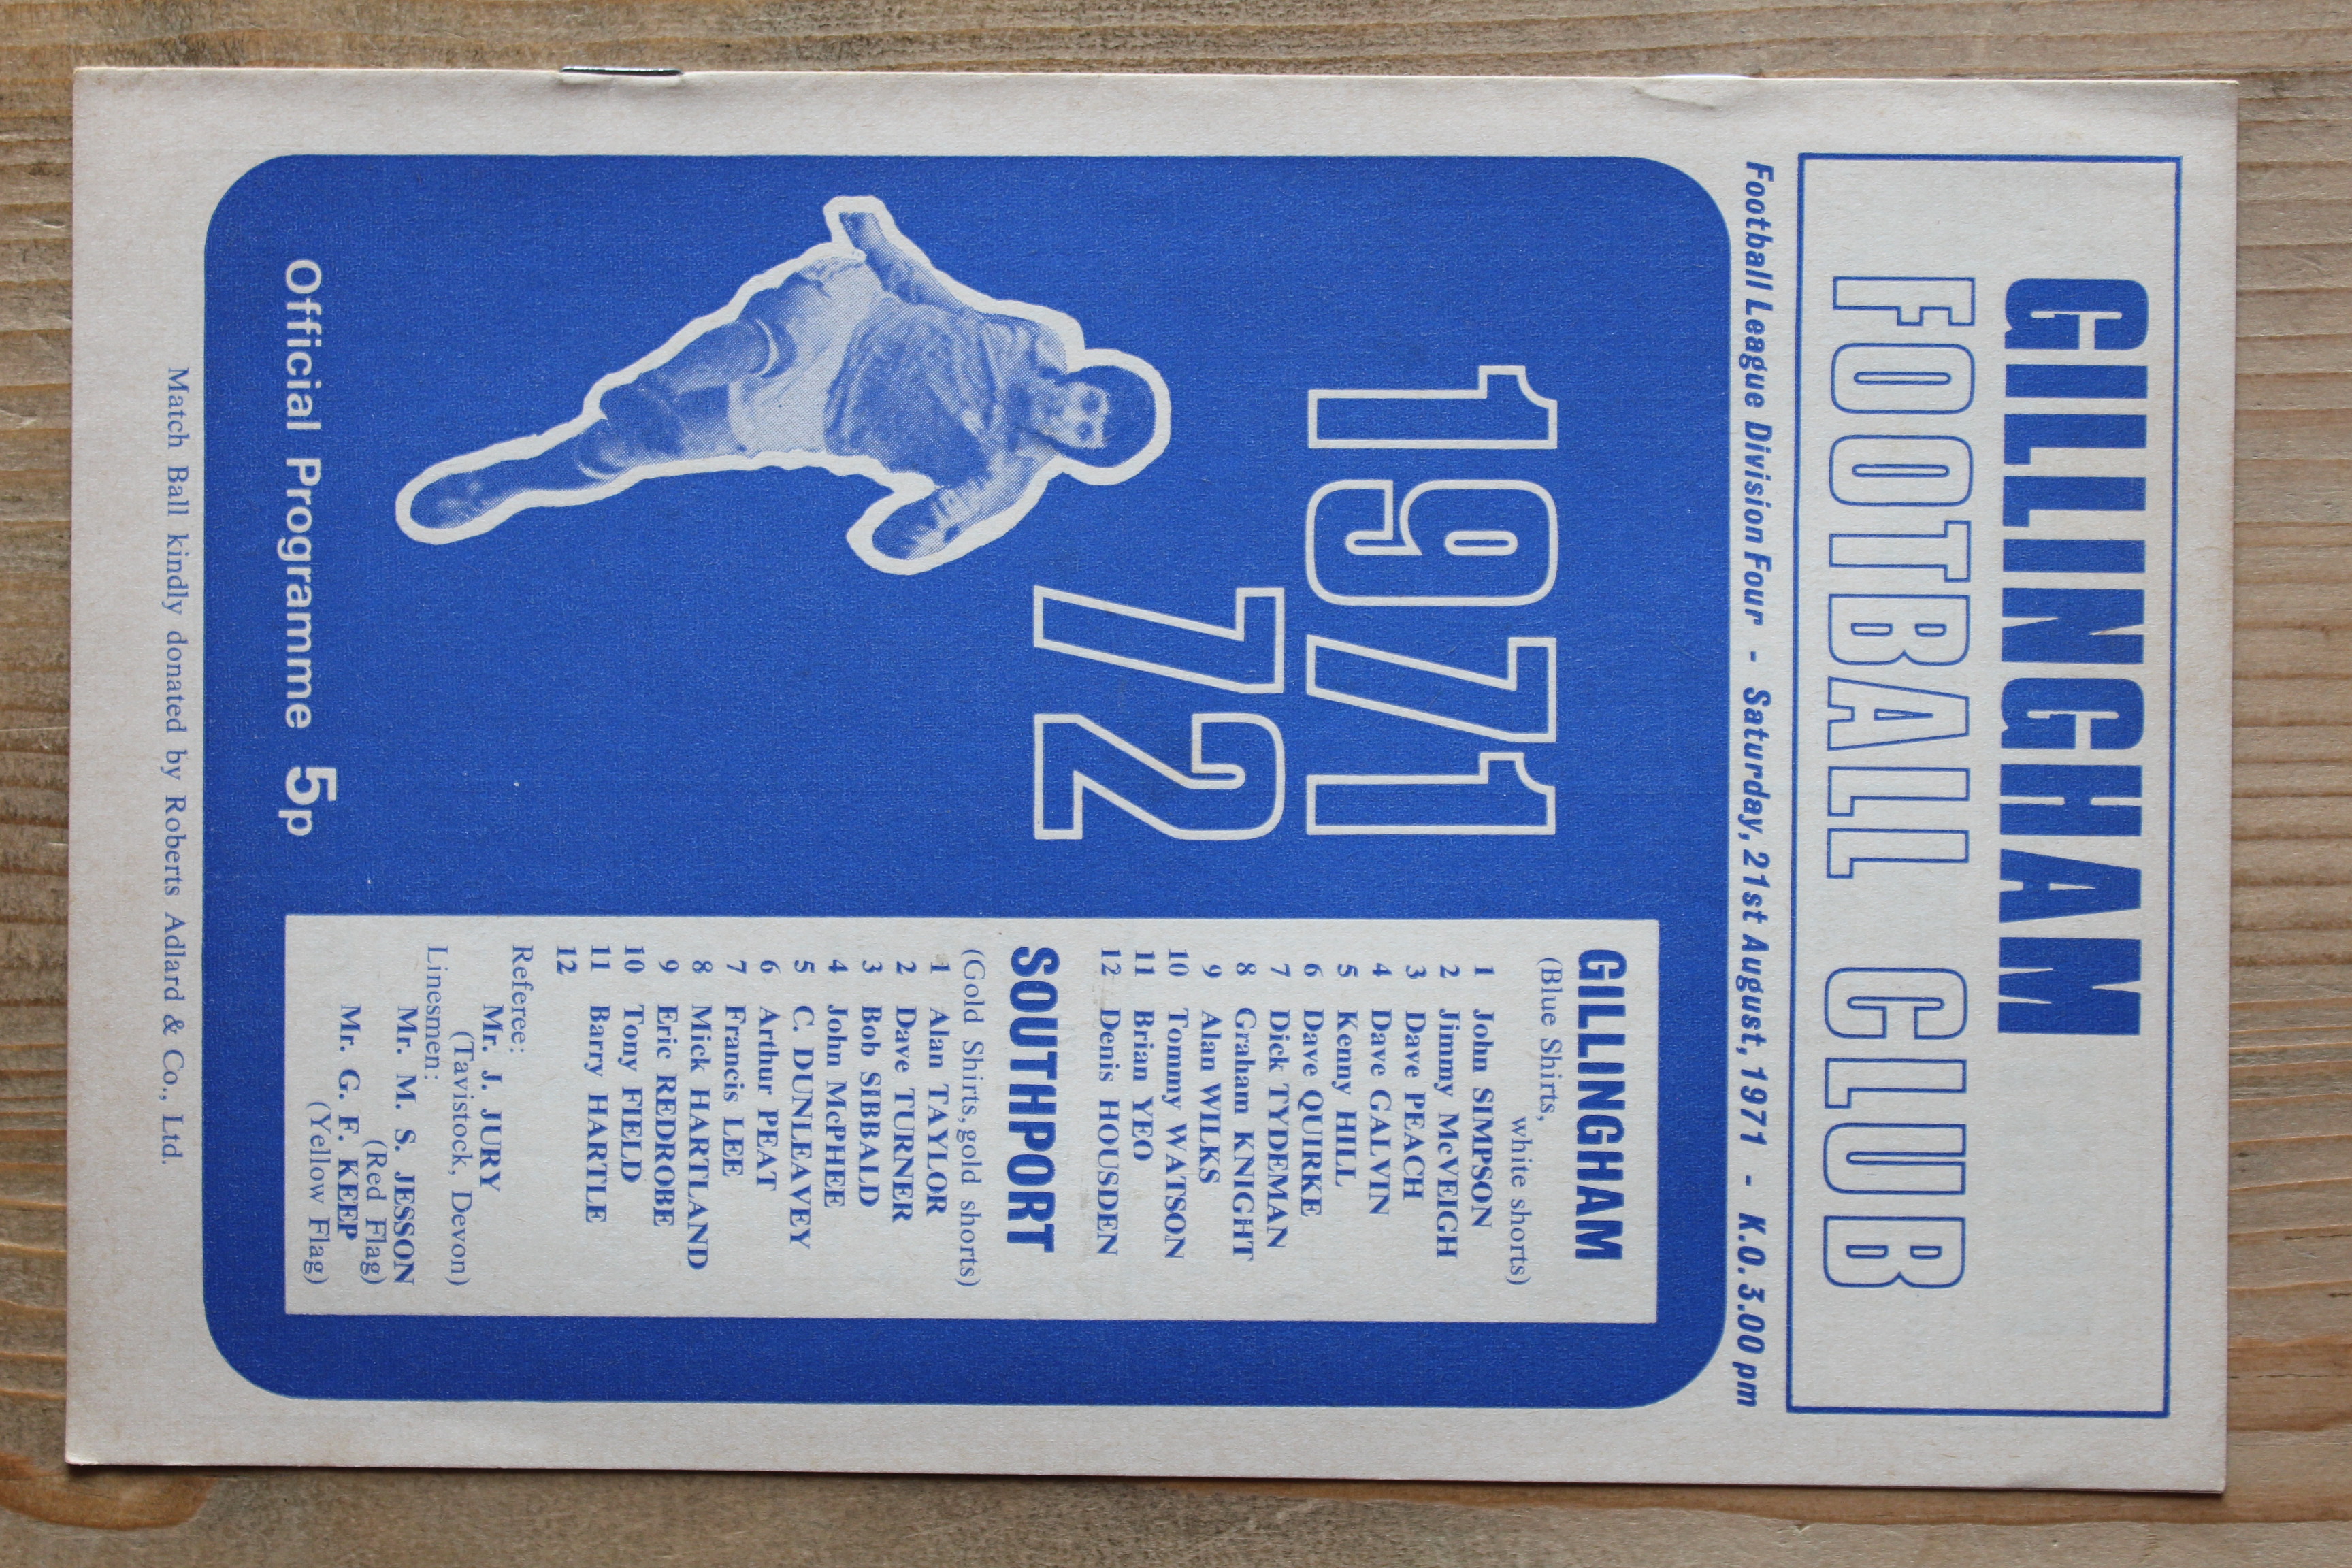 GILLINGHAM
FOOTBALL CLUB
Football League Division Four - Saturday, 21st August, 1971 - K.O. 3.00 pm
1971
72
Official Programme 5p
GILLINGHAM
(Blue Shirts,
white shorts)
1 John SIMPSON
2 Jimmy McVEIGH
3 Dave PEACH
4 Dave GALVIN
5 Kenny HILL
6 Dave QUIRKE
7 Dick TYDEMAN
8 Graham KNIGHT
9 Alan WILKS
10 Tommy WATSON
11 Brian YEO
12 Denis HOUSDEN
SOUTHPORT
(Gold Shirts, gold shorts)
1 Alan TAYLOR
2 Dave TURNER
3 Bob SIBBALD
4 John McPHEE
5 C. DUNLEAVEY
6 Arthur PEAT
7 Francis LEE
8 Mick HARTLAND
9 Eric REDROBE
10 Tony FIELD
11 Barry HARTLE
12
Referee:
Mr. J. JURY
(Tavistock, Devon)
Linesmen:
Mr. M. S. JESSON
(Red Flag)
Mr. G. F. KEEP
(Yellow Flag)
Match Ball kindly donated by Roberts Adlard & Co., Ltd.